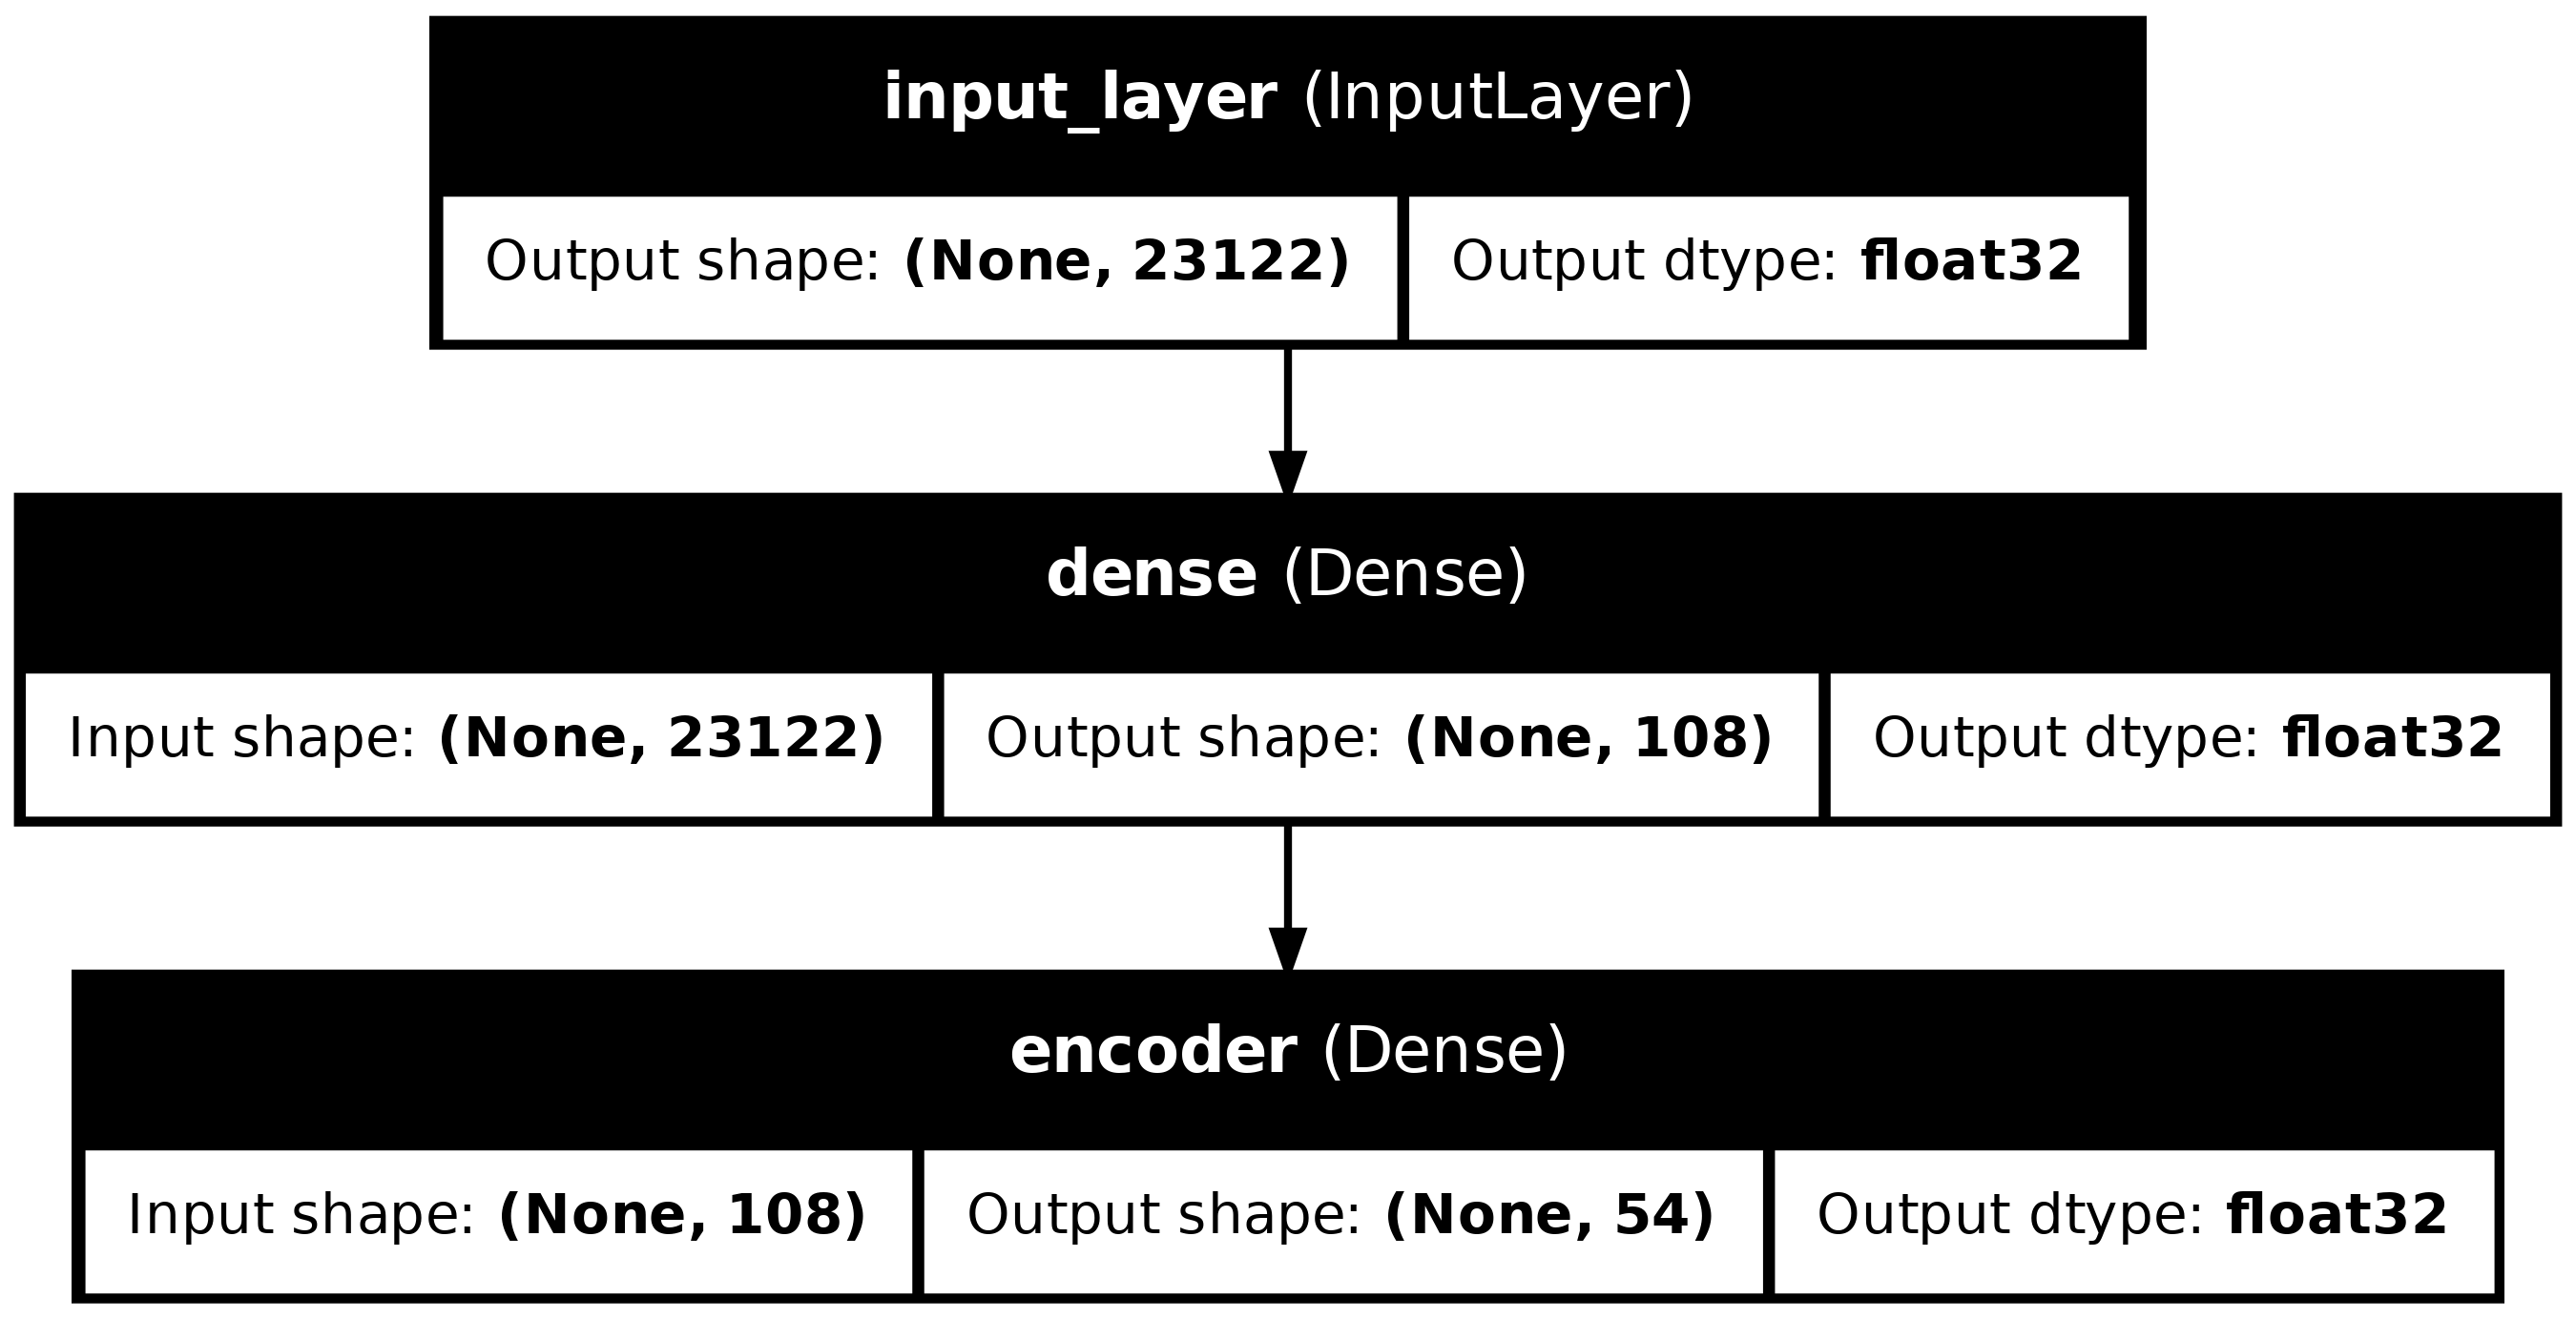 input_layer (InputLayer)
Output shape: (None, 23122) Output dtype: float32
dense (Dense)
Input shape: (None, 23122) Output shape: (None, 108) Output dtype: float32
encoder (Dense)
Input shape: (None, 108) Output shape: (None, 54) Output dtype: float32